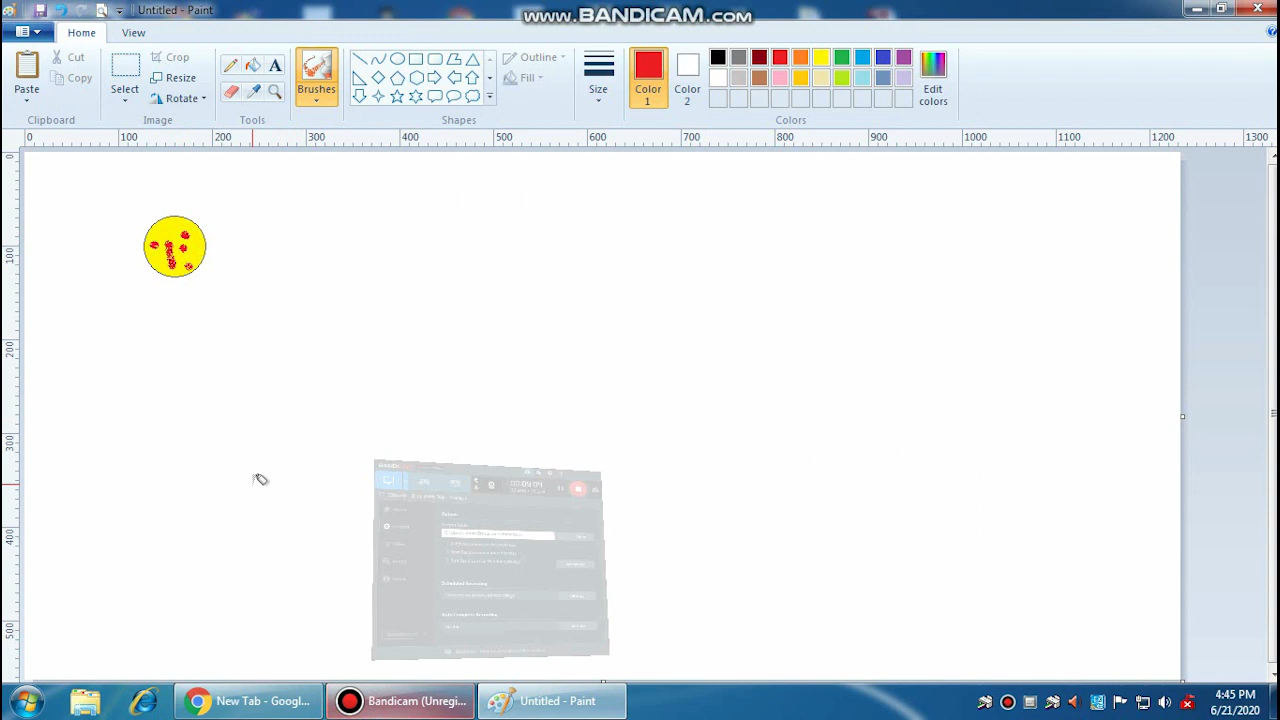 Untitled - Paint
www.BANDICAM.com
Home
View
Paste
Cut
Copy
Clipboard
Select
Crop
Resize
Rotate
Image
A
Tools
Brushes
Outline
Fill
Shapes
Size
Color 1
Color 2
Edit colors
Colors
0 100 200 300 400 500 600 700 800 900 1000 1100 1200 1300
0
100
200
300
400
500
New Tab - Googl...
Bandicam (Unregi...
Untitled - Paint
4:45 PM
6/21/2020